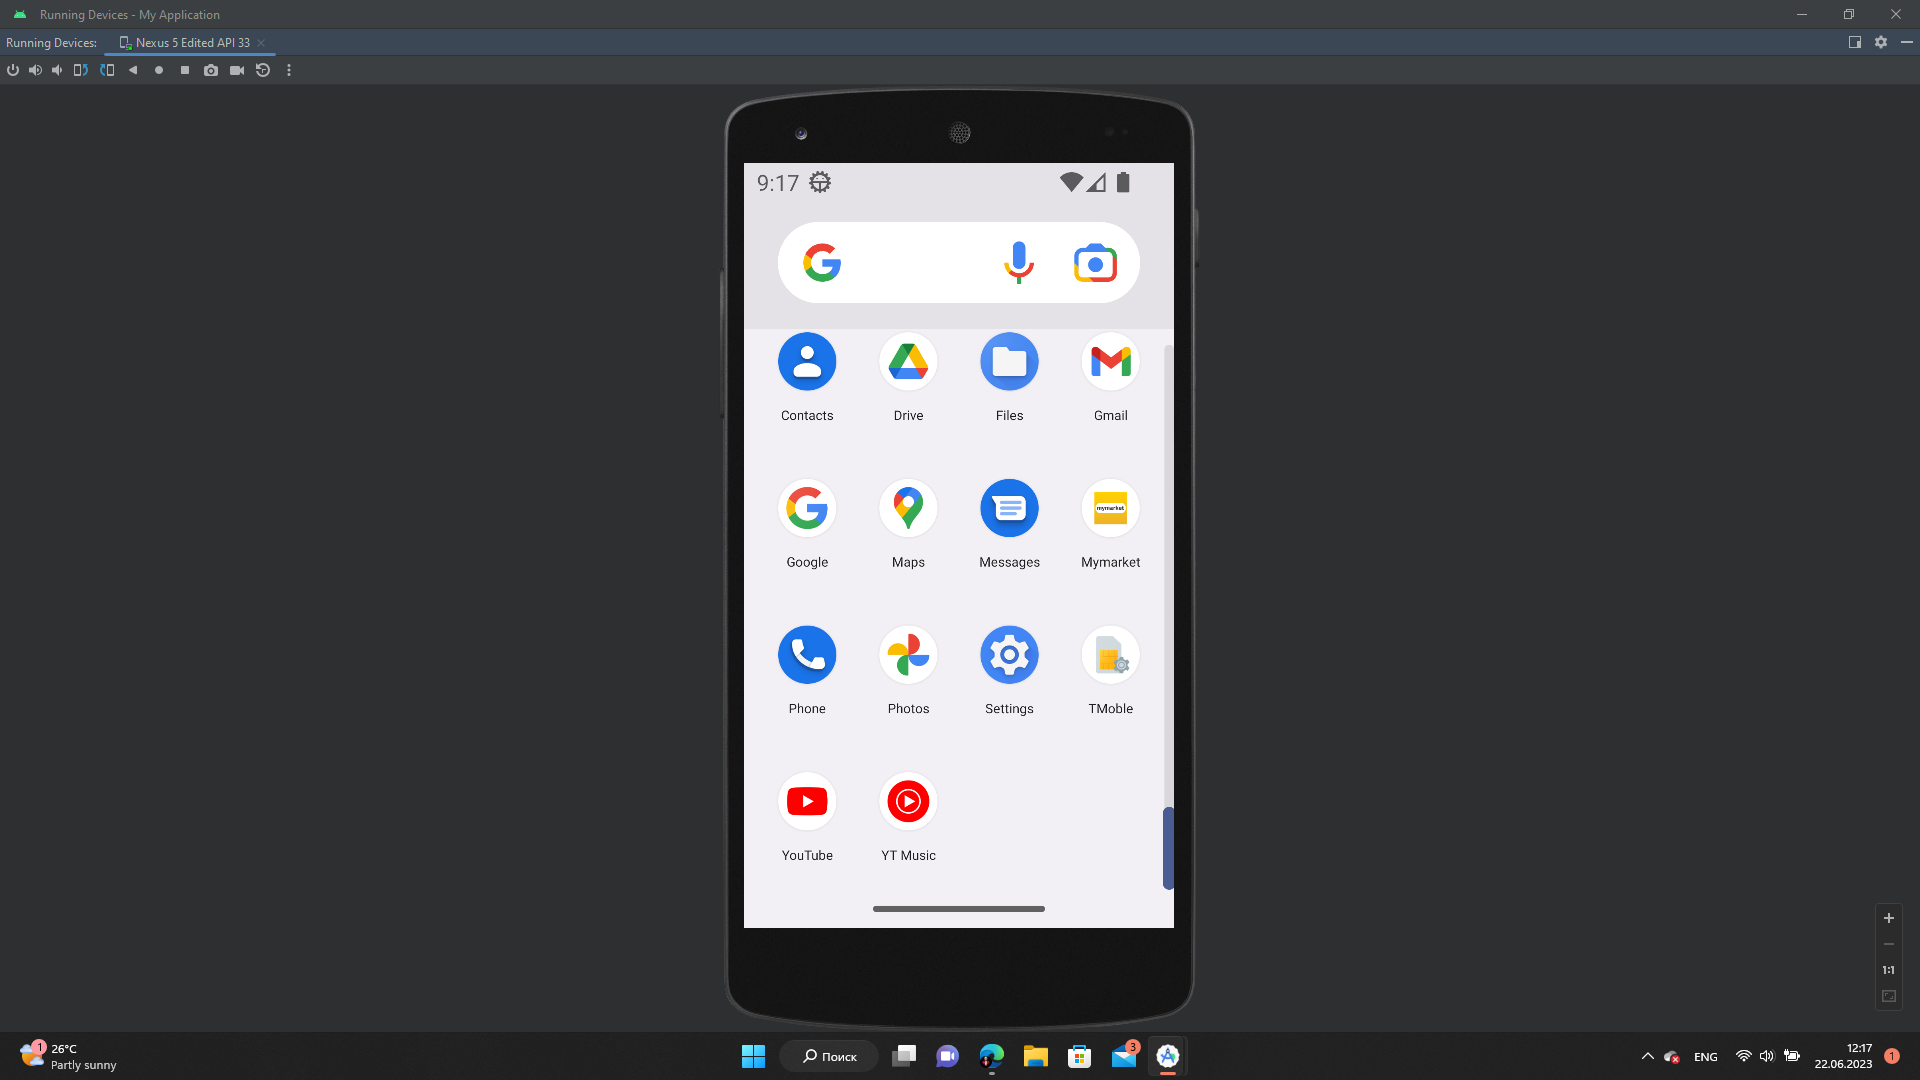 Running Devices - My Application
Running Devices:
Nexus 5 Edited API 33
9:17
Contacts
Drive
Files
Gmail
mymarket
Google
Maps
Messages
Mymarket
Phone
Photos
Settings
TMoble
YouTube
YT Music
1:1
1
26°C
Partly sunny
Поиск
3
ENG
12:17
22.06.2023
1